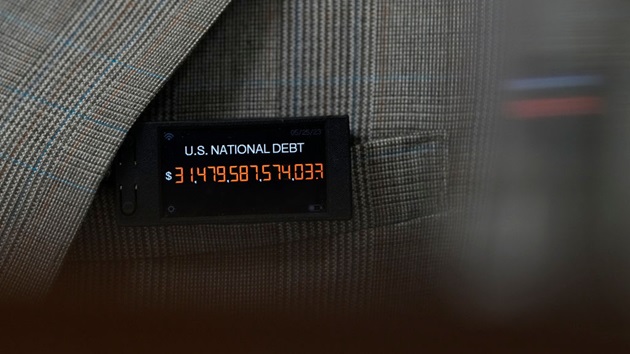 U.S. NATIONAL DEBT
$31,479,587,574,037